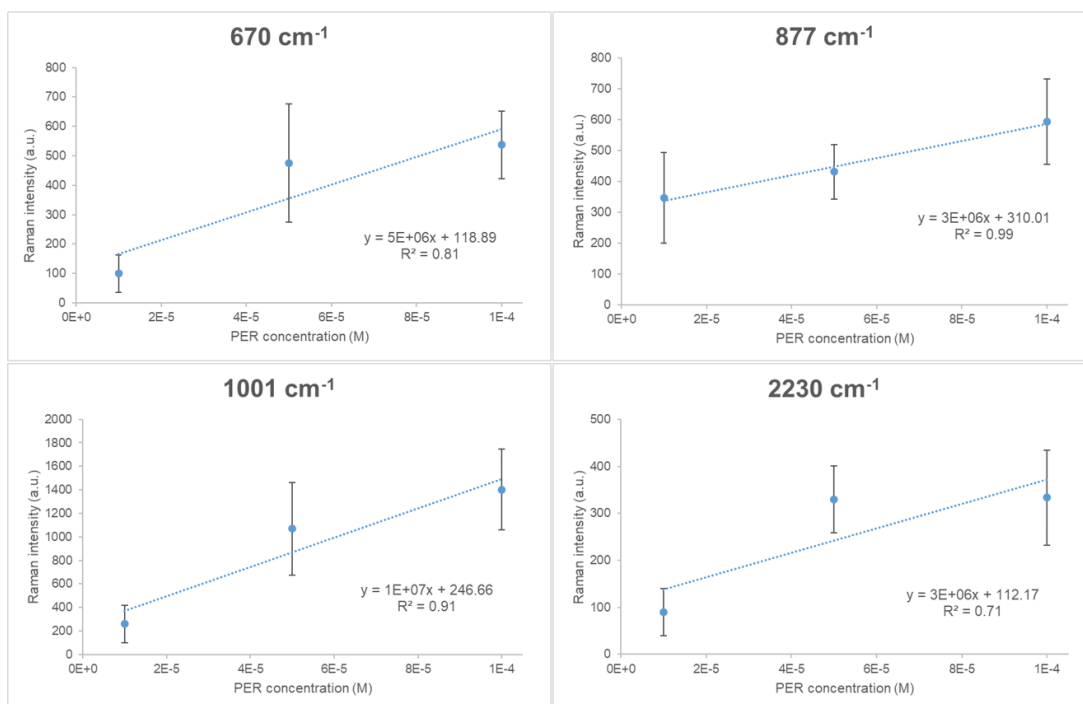 670 cm-1
Raman intensity (a.u.)
800
700
600
500
400
300
200
100
0
y = 5E+06x + 118.89
R² = 0.81
0E+0 2E-5 4E-5 6E-5 8E-5 1E-4
PER concentration (M)
877 cm-1
Raman intensity (a.u.)
800
700
600
500
400
300
200
100
0
y = 3E+06x + 310.01
R² = 0.99
0E+0 2E-5 4E-5 6E-5 8E-5 1E-4
PER concentration (M)
1001 cm-1
Raman intensity (a.u.)
2000
1800
1600
1400
1200
1000
800
600
400
200
0
y = 1E+07x + 246.66
R² = 0.91
0E+0 2E-5 4E-5 6E-5 8E-5 1E-4
PER concentration (M)
2230 cm-1
Raman intensity (a.u.)
500
400
300
200
100
0
y = 3E+06x + 112.17
R² = 0.71
0E+0 2E-5 4E-5 6E-5 8E-5 1E-4
PER concentration (M)